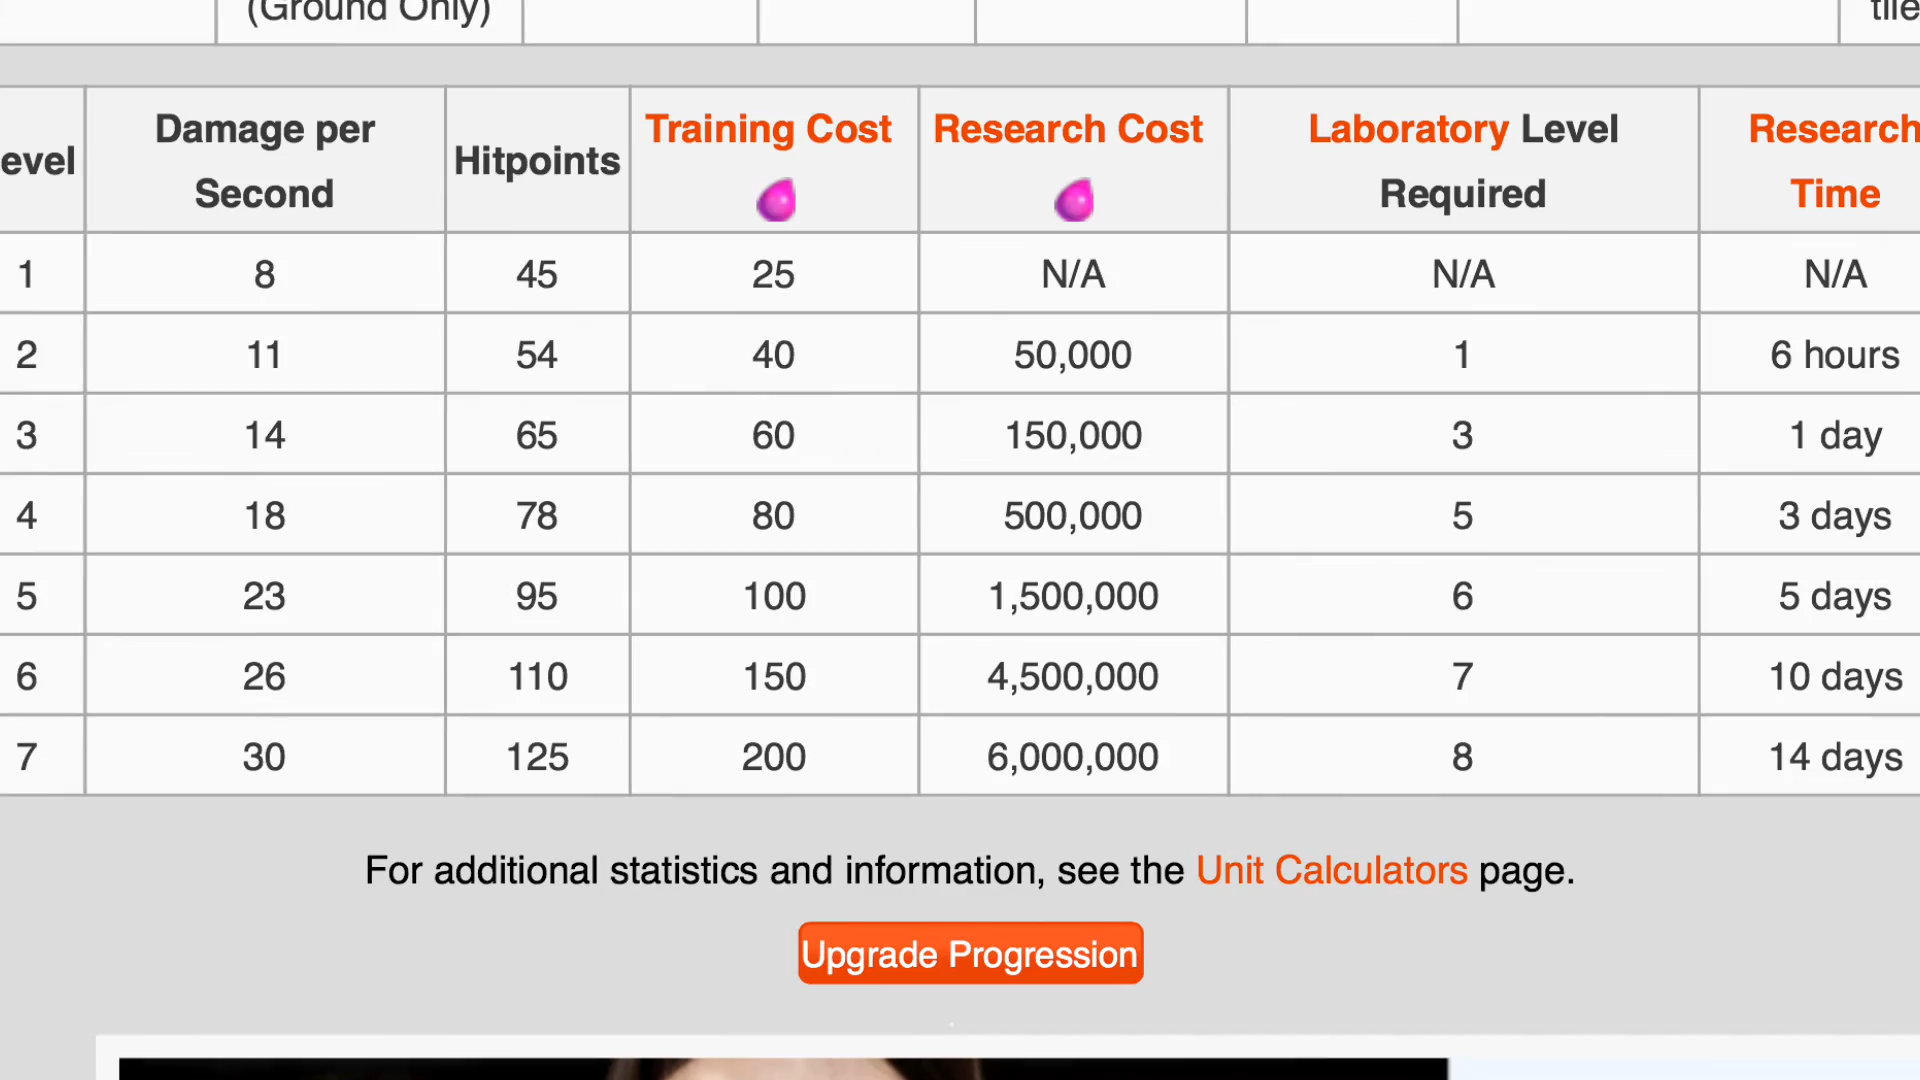 (Ground Only)
tile
evel Damage per Second Hitpoints Training Cost Research Cost Laboratory Level Required Research Time
1 8 45 25 N/A N/A N/A
2 11 54 40 50,000 1 6 hours
3 14 65 60 150,000 3 1 day
4 18 78 80 500,000 5 3 days
5 23 95 100 1,500,000 6 5 days
6 26 110 150 4,500,000 7 10 days
7 30 125 200 6,000,000 8 14 days
For additional statistics and information, see the Unit Calculators page.
Upgrade Progression